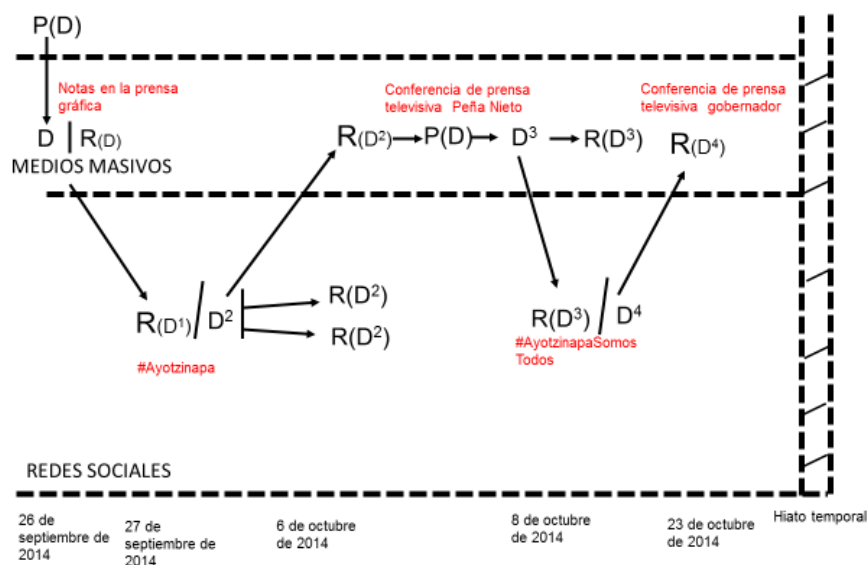 P(D)
Notas en la prensa
gráfica
D | R(D)
MEDIOS MASIVOS
Conferencia de prensa
televisiva Peña Nieto
R(D²) P(D) D³ R(D³)
Conferencia de prensa
televisiva gobernador
R(D⁴)
R(D¹) / D²
R(D²)
R(D²)
#Ayotzinapa
R(D³) / D⁴
#AyotzinapaSomos
Todos
REDES SOCIALES
26 de
septiembre de
2014
27 de
septiembre de
2014
6 de octubre
de 2014
8 de octubre
de 2014
23 de octubre
de 2014
Hiato temporal